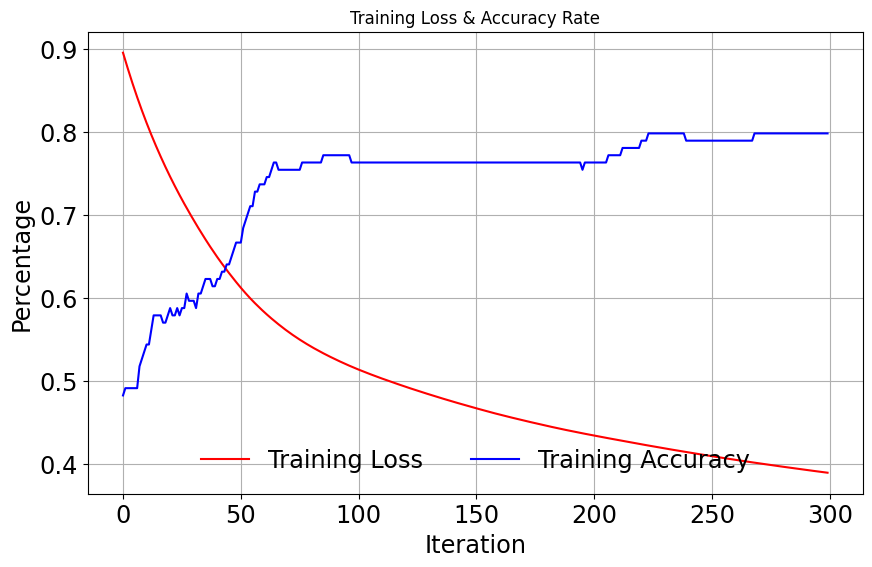 Training Loss & Accuracy Rate
Percentage
0.9
0.8
0.7
0.6
0.5
0.4
Training Loss Training Accuracy
0 50 100 150 200 250 300
Iteration